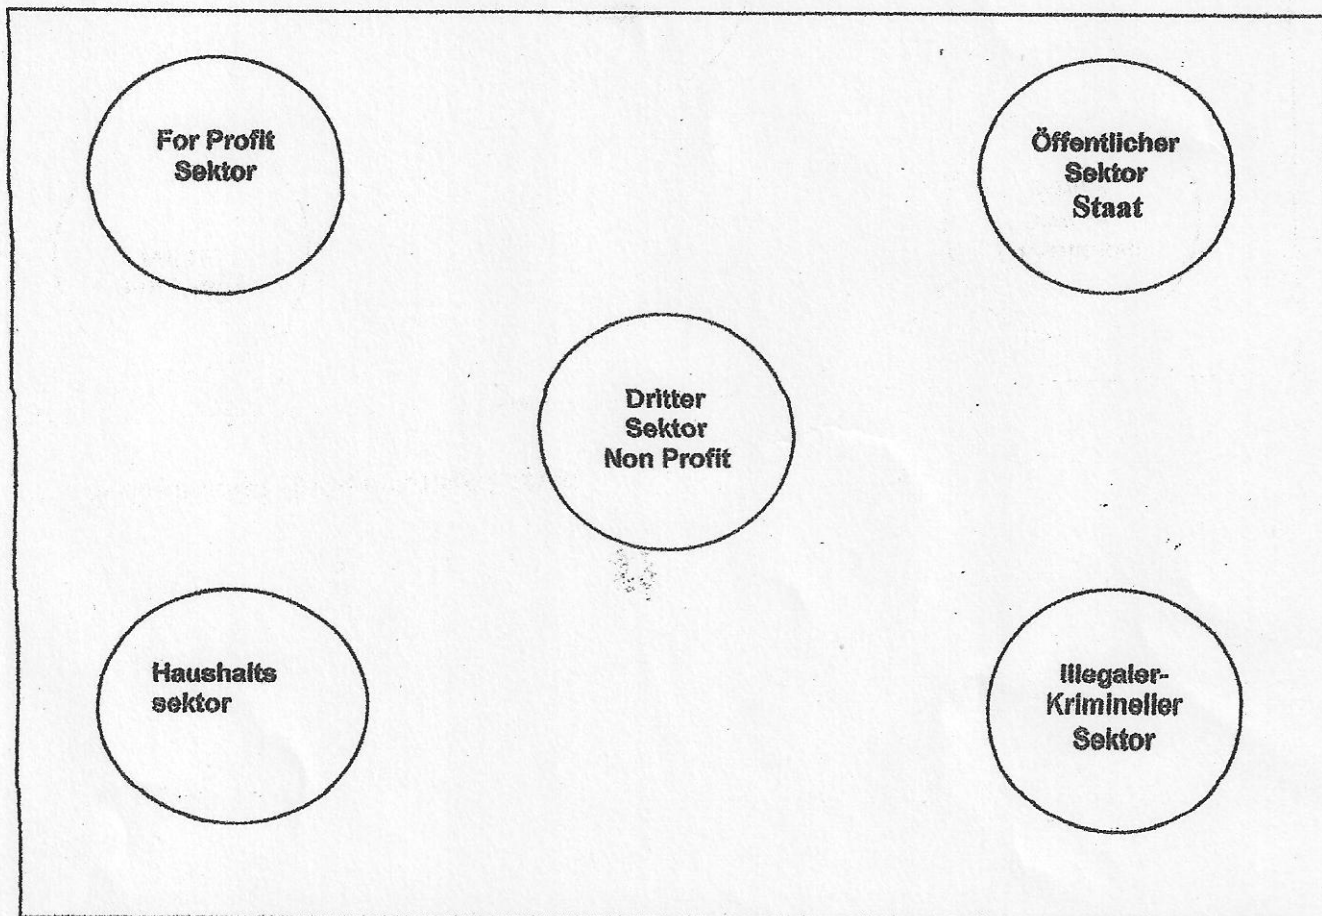 For Profit
Sektor
Öffentlicher
Sektor
Staat
Dritter
Sektor
Non Profit
Haushalts
sektor
Illegaler-
Krimineller
Sektor